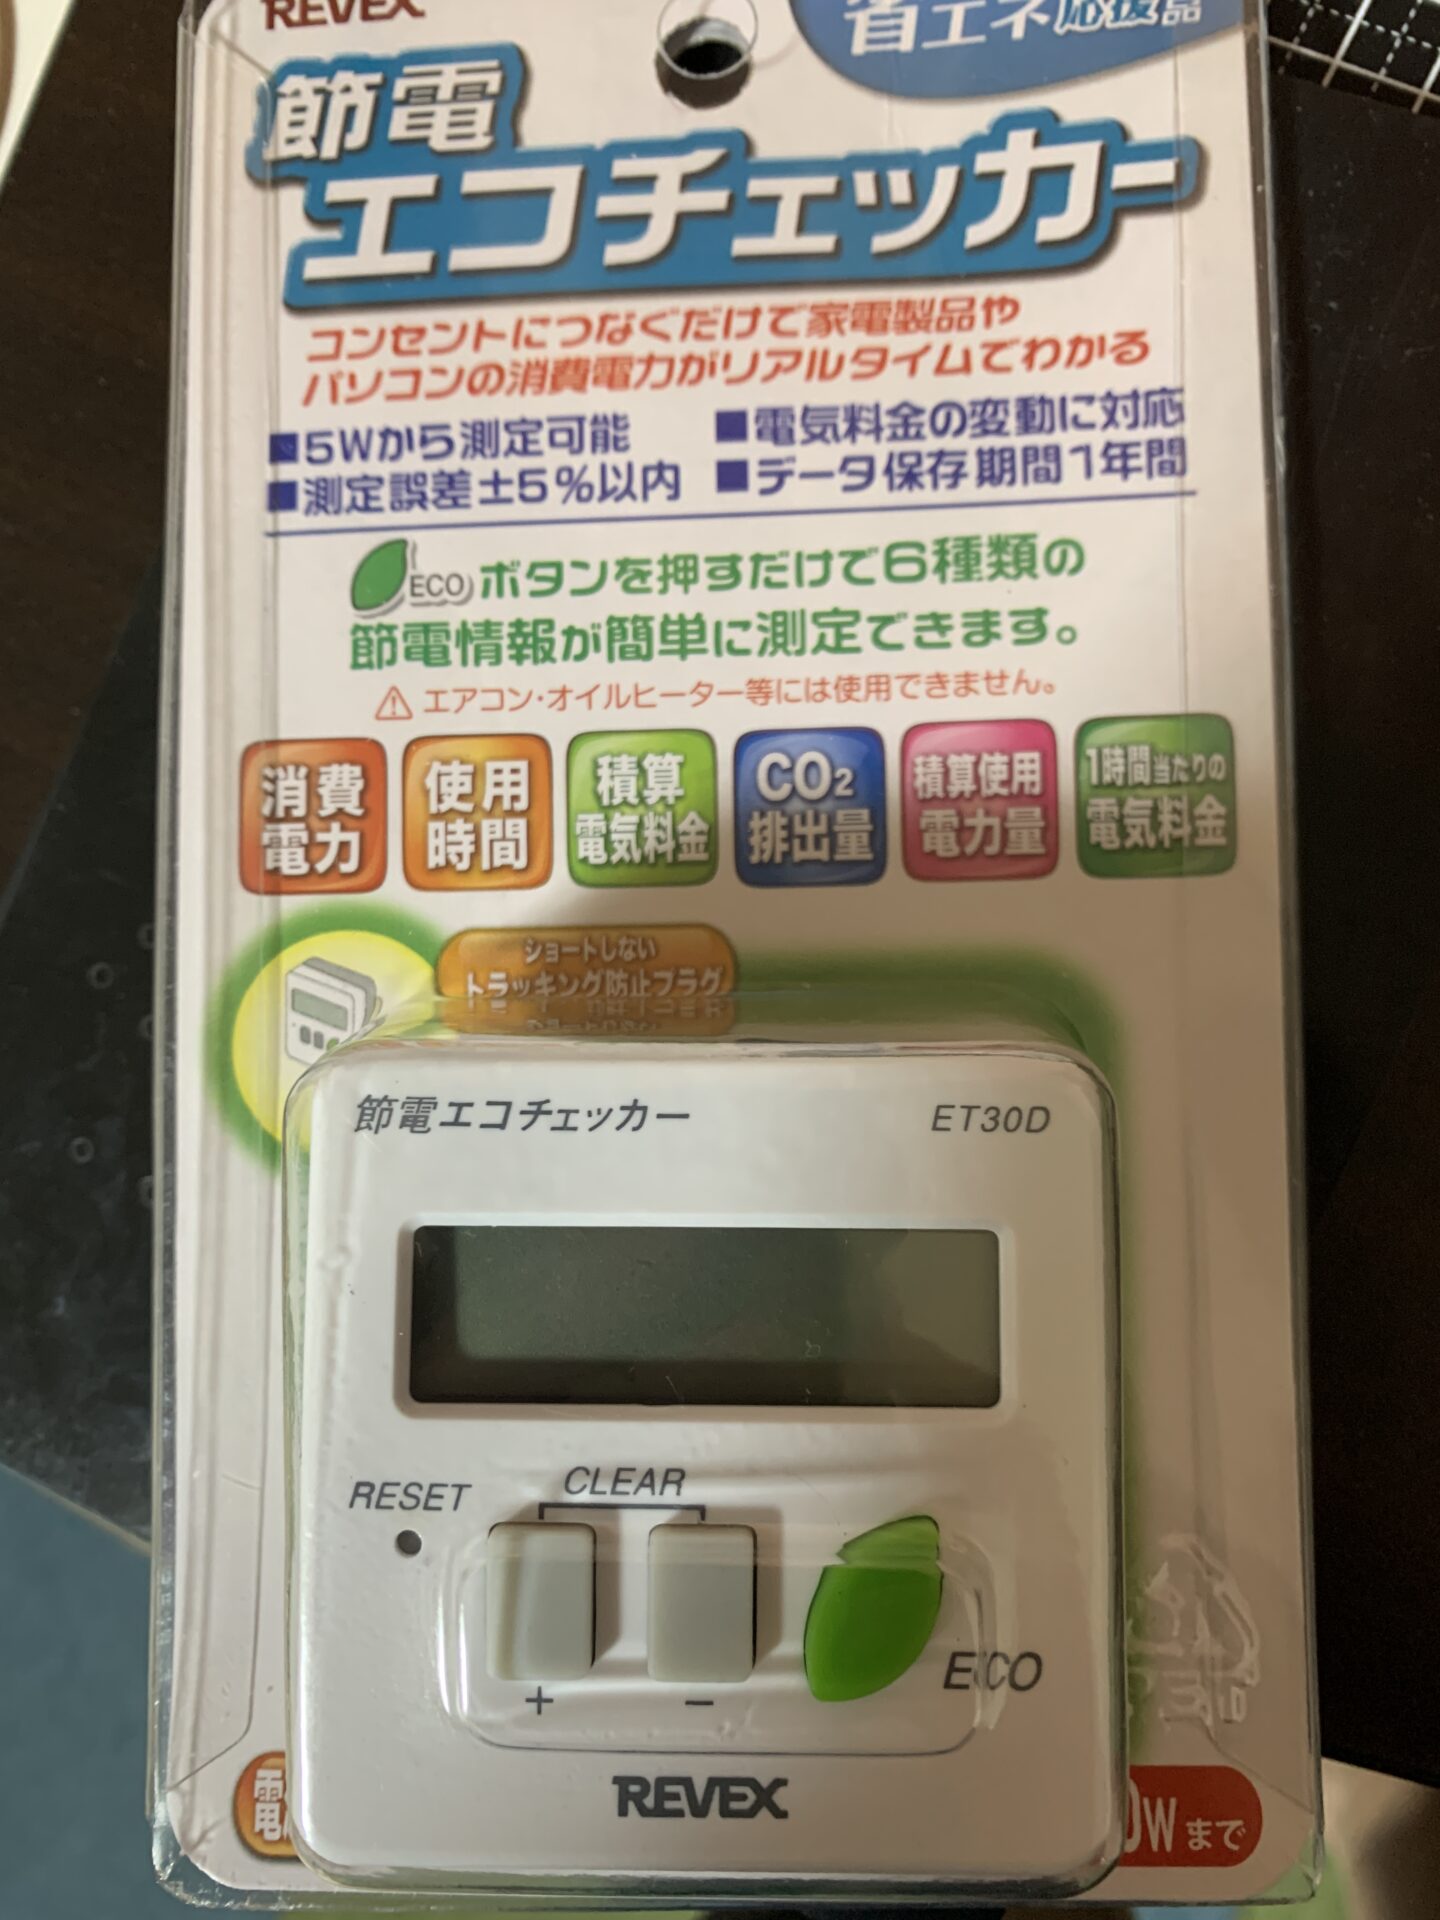 REVEX
省エネ応援品
節電
エコチェッカー
コンセントにつなぐだけで家電製品や
パソコンの消費電力がリアルタイムでわかる
■5Wから測定可能 ■電気料金の変動に対応
■測定誤差±5%以内 ■データ保存期間1年間
ECO ボタンを押すだけで6種類の
節電情報が簡単に測定できます。
エアコン・オイルヒーター等には使用できません。
消費電力
使用時間
積算電気料金
CO2排出量
積算使用電力量
1時間当たりの電気料金
ショートしない
トラッキング防止プラグ
節電エコチェッカー ET30D
RESET
CLEAR
+ −
ECO
REVEX
電
0Wまで